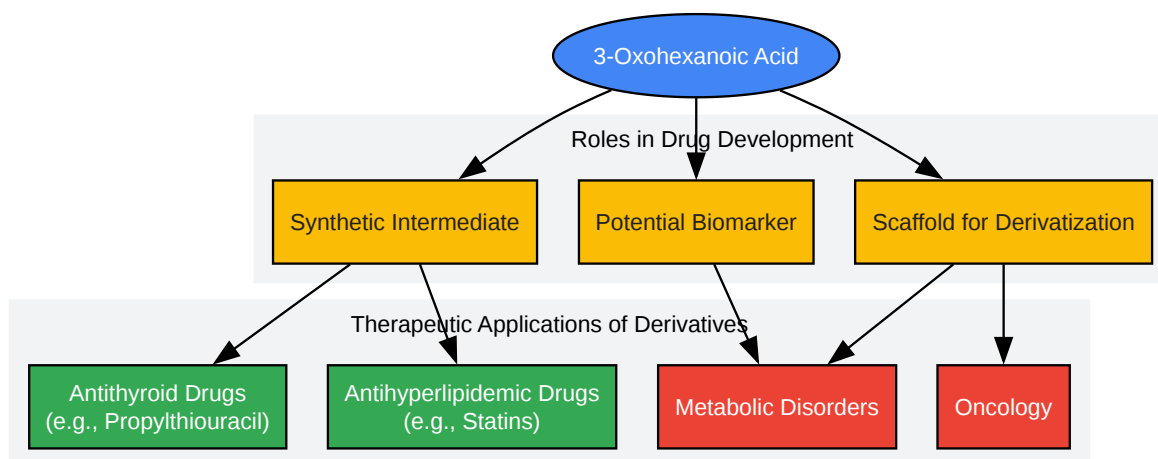 3-Oxohexanoic Acid
Roles in Drug Development
Synthetic Intermediate
Potential Biomarker
Scaffold for Derivatization
Therapeutic Applications of Derivatives
Antithyroid Drugs
(e.g., Propylthiouracil)
Antihyperlipidemic Drugs
(e.g., Statins)
Metabolic Disorders
Oncology